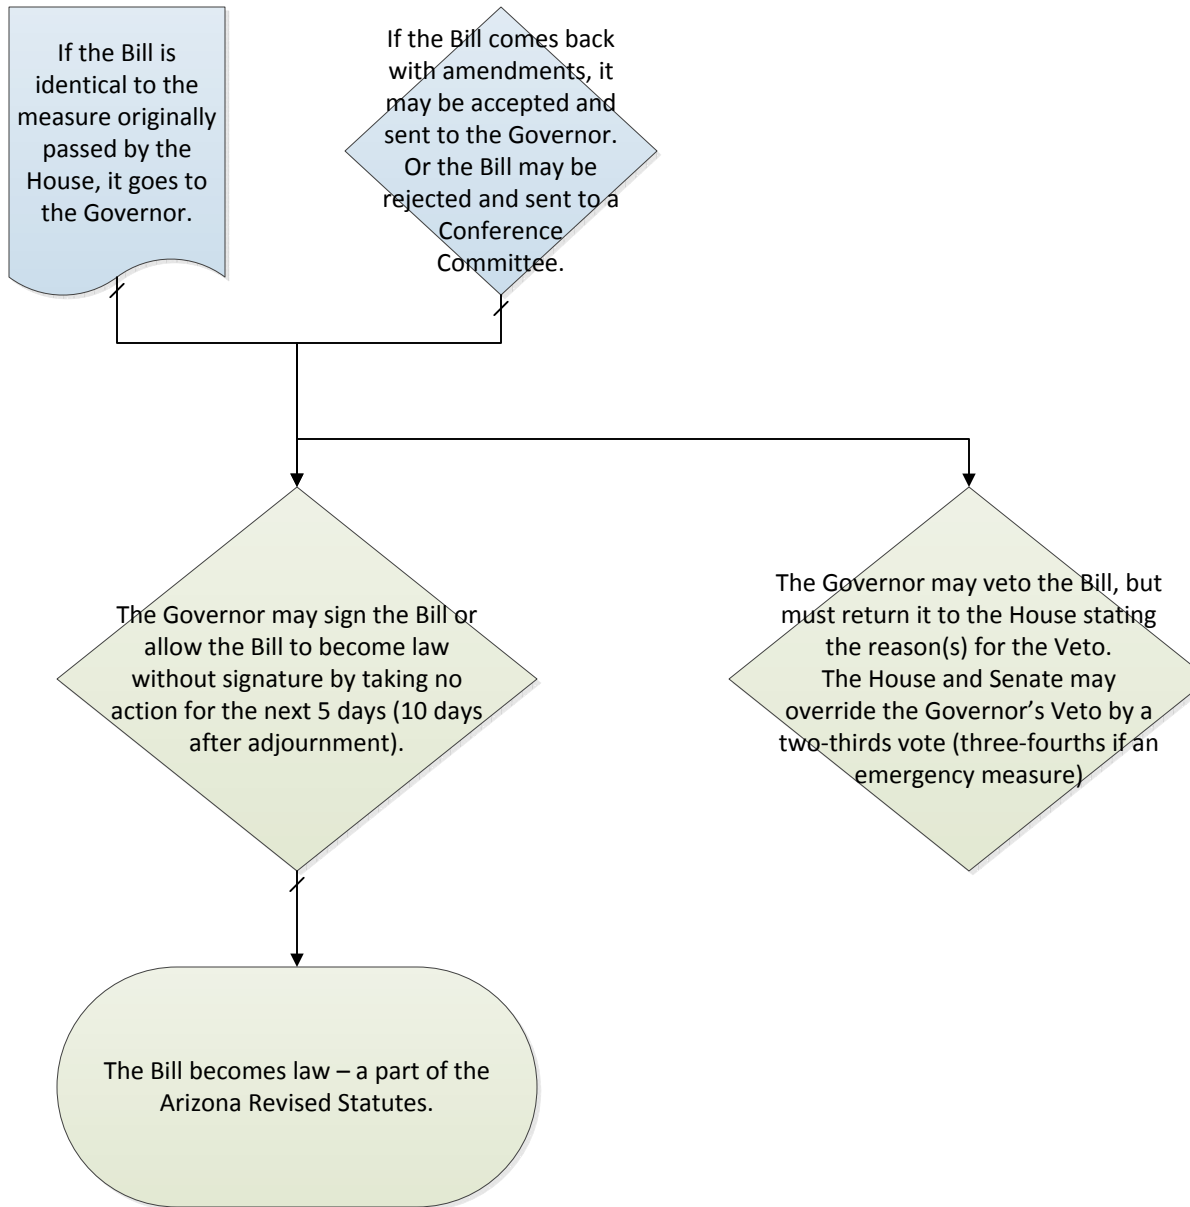 If the Bill is
identical to the
measure originally
passed by the
House, it goes to
the Governor.
If the Bill comes back
with amendments, it
may be accepted and
sent to the Governor.
Or the Bill may be
rejected and sent to a
Conference
Committee.
The Governor may sign the Bill or
allow the Bill to become law
without signature by taking no
action for the next 5 days (10 days
after adjournment).
The Governor may veto the Bill, but
must return it to the House stating
the reason(s) for the Veto.
The House and Senate may
override the Governor’s Veto by a
two-thirds vote (three-fourths if an
emergency measure)
The Bill becomes law – a part of the
Arizona Revised Statutes.